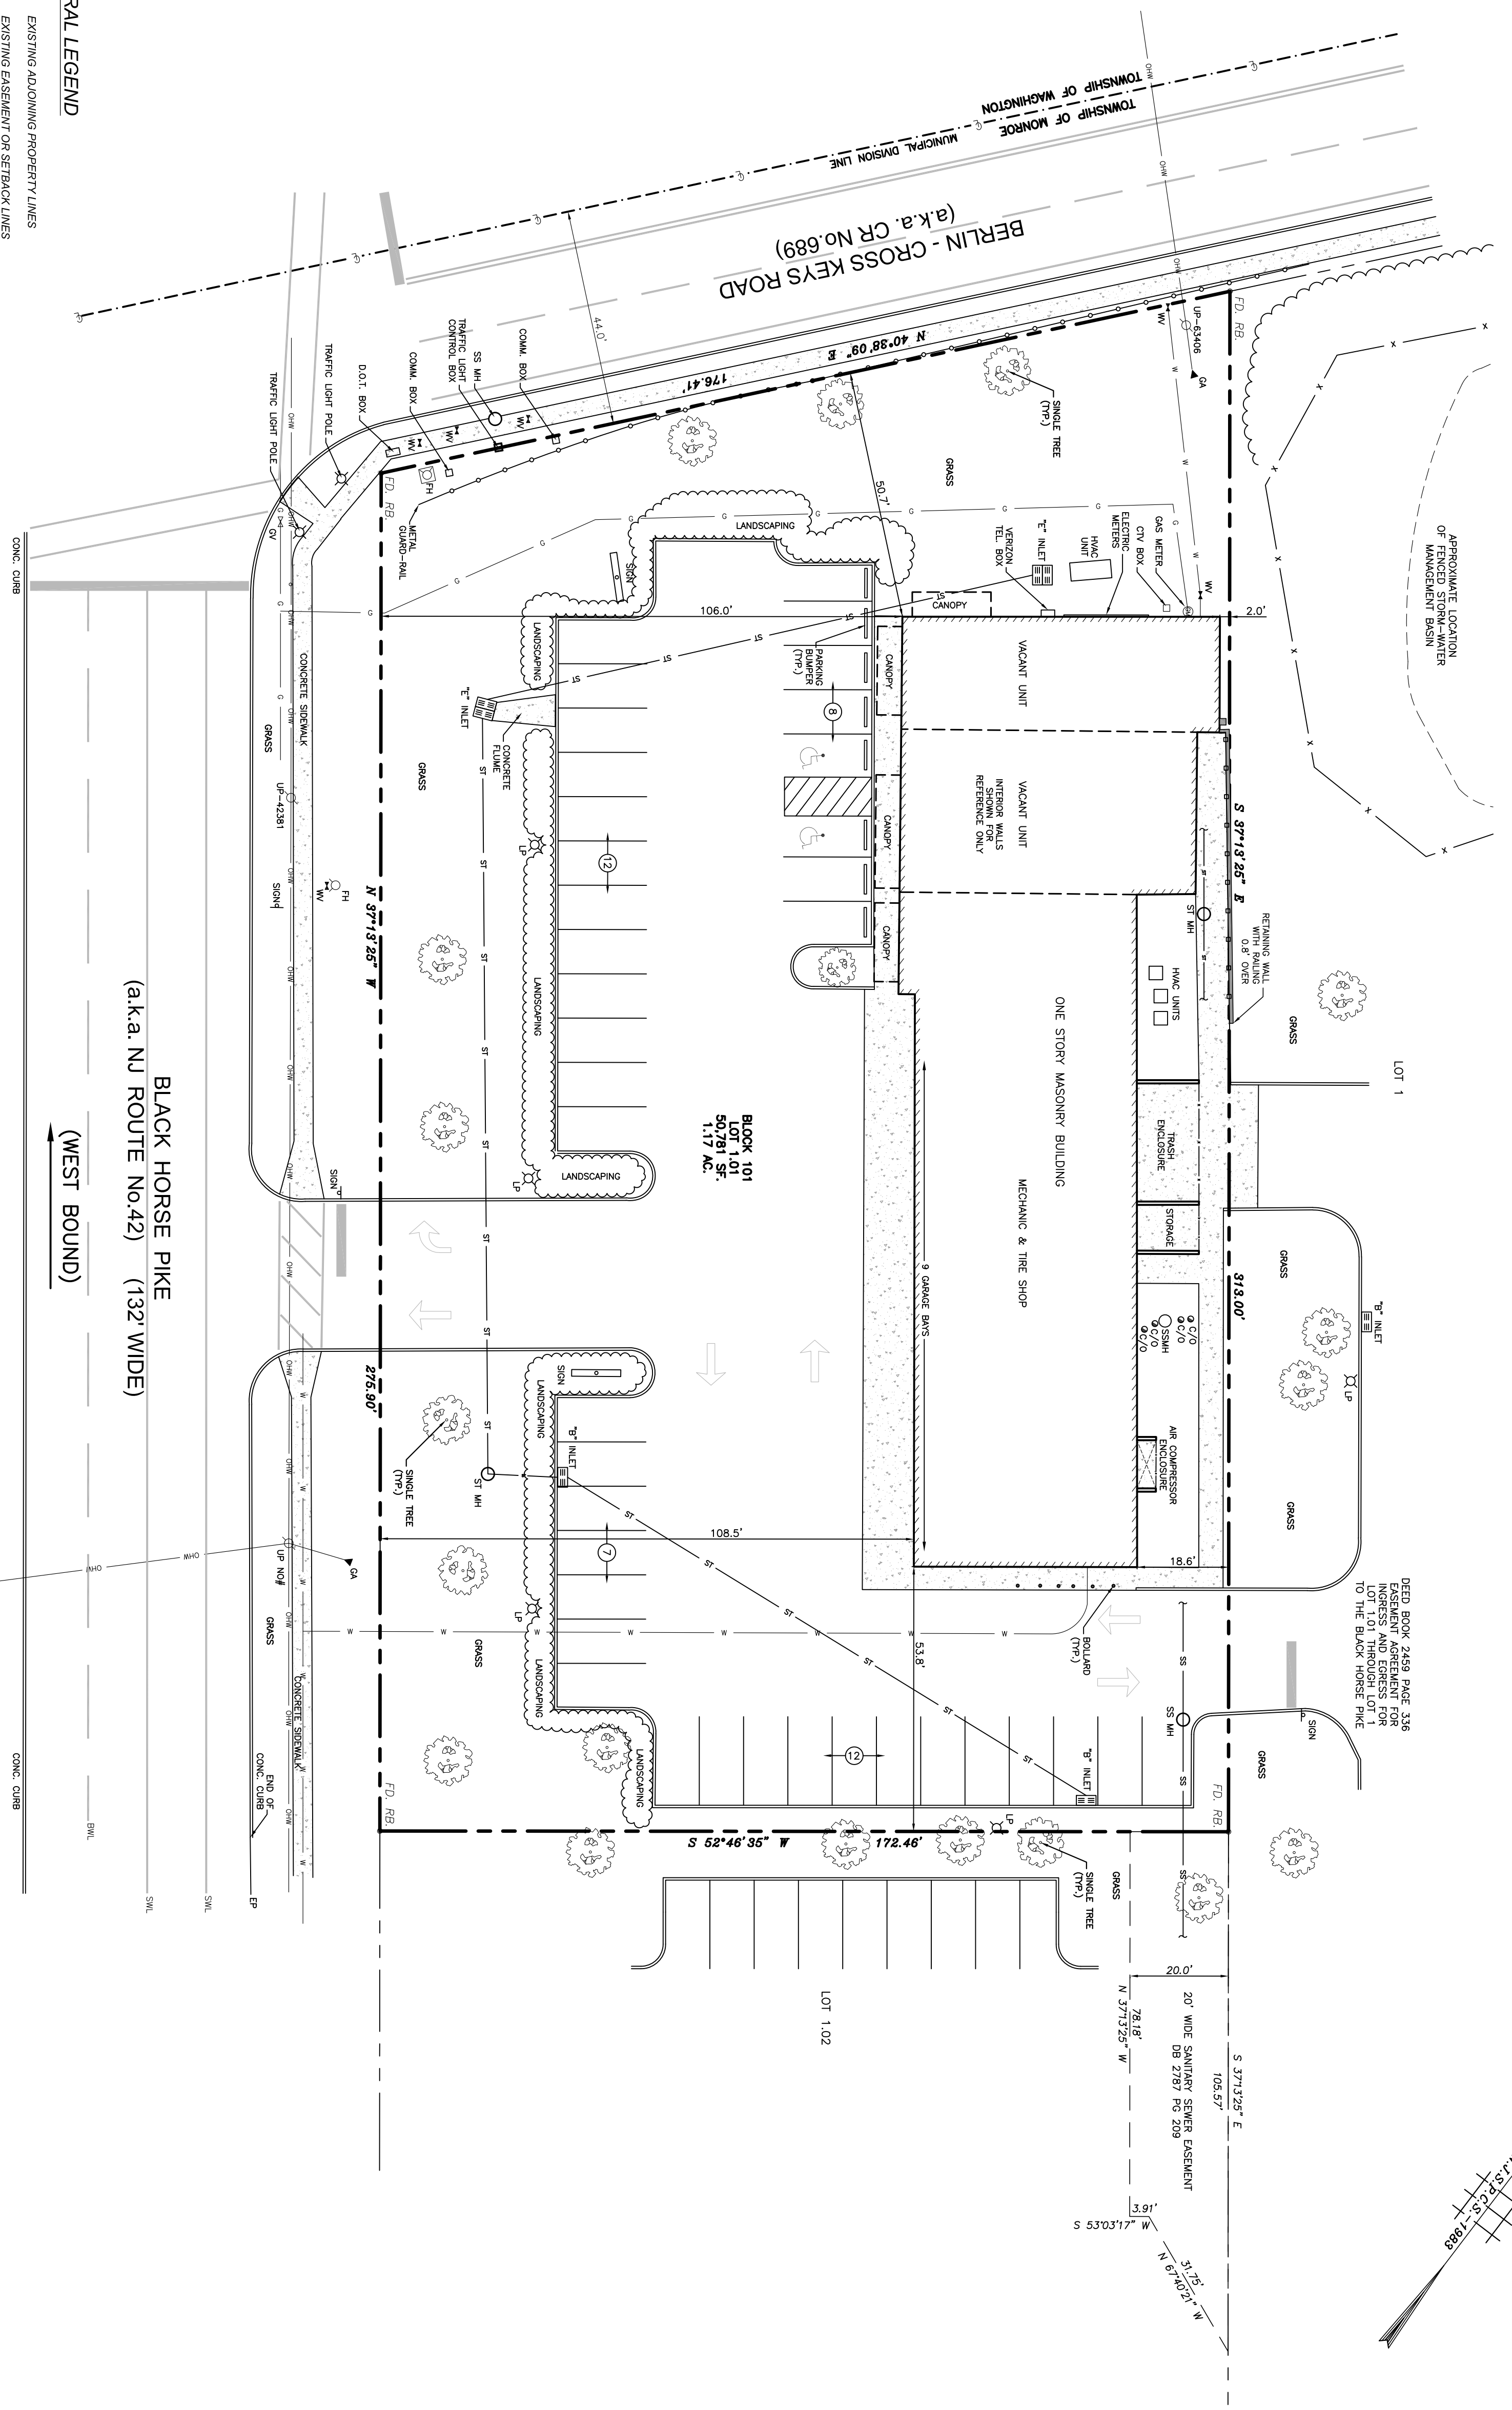 RAL LEGEND
EXISTING ADJOINING PROPERTY LINES
EXISTING EASEMENT OR SETBACK LINES
TOWNSHIP OF WAGHINGTON
TOWNSHIP OF MONROE
MUNICIPAL DIVISION LINE
BERLIN - CROSS KEYS ROAD
(a.k.a. CR No.689)
44.0'
N 40°38'09" E
176.41'
FD. RB.
UP-63406
WV
GA
OHW
APPROXIMATE LOCATION
OF FENCED STORM-WATER
MANAGEMENT BASIN
SINGLE TREE
(TYP.)
GRASS
50.7'
COMM. BOX
SS MH
TRAFFIC LIGHT
CONTROL BOX
COMM. BOX
D.O.T. BOX
TRAFFIC LIGHT POLE
TRAFFIC LIGHT POLE
WV
WV
WV
FH
FD. RB.
GV
METAL
GUARD-RAIL
LANDSCAPING
SIGN
GAS METER
CTV BOX
ELECTRIC
METERS
HVAC
UNIT
"E" INLET
VERIZON
TEL. BOX
WV
CANOPY
2.0'
106.0'
VACANT UNIT
CANOPY
PARKING
BUMPER
(TYP.)
8
VACANT UNIT
INTERIOR WALLS
SHOWN FOR
REFERENCE ONLY
CANOPY
CANOPY
S 37°13'25" E
313.00'
ST MH
RETAINING WALL
WITH RAILING
0.8' OVER
HVAC UNITS
GRASS
LOT 1
ONE STORY MASONRY BUILDING
MECHANIC & TIRE SHOP
9 GARAGE BAYS
TRASH
ENCLOSURE
STORAGE
C/O
C/O
SSMH
C/O
C/O
AIR COMPRESSOR
ENCLOSURE
GRASS
"B" INLET
LP
GRASS
18.6'
DEED BOOK 2459 PAGE 336
EASEMENT AGREEMENT FOR
INGRESS AND EGRESS FOR
LOT 1.01 THROUGH LOT 1
TO THE BLACK HORSE PIKE
BLOCK 101
LOT 1.01
50,781 SF.
1.17 AC.
LANDSCAPING
"E" INLET
CONCRETE
FLUME
GRASS
LP
12
LANDSCAPING
LP
LANDSCAPING
CONCRETE SIDEWALK
GRASS
UP-42381
SIGN
FH
WV
N 37°13'25" W
275.90'
SIGN
BLACK HORSE PIKE
(a.k.a. NJ ROUTE No.42) (132' WIDE)
(WEST BOUND)
CONC. CURB
SIGN
LANDSCAPING
"B" INLET
ST MH
SINGLE TREE
(TYP.)
108.5'
7
LP
GRASS
LANDSCAPING
LANDSCAPING
GA
UP NO#
GRASS
CONCRETE SIDEWALK
END OF
CONC. CURB
CONC. CURB
BWL
SWL
SWL
EP
FD. RB.
53.8'
BOLLARD
(TYP.)
12
"B" INLET
LP
SS MH
SIGN
GRASS
FD. RB.
S 52°46'35" W
172.46'
SINGLE TREE
(TYP.)
GRASS
LOT 1.02
20.0'
78.18'
N 37°13'25" W
20' WIDE SANITARY SEWER EASEMENT
DB 2787 PG 209
S 37°13'25" E
105.57'
3.91'
S 53°03'17" W
31.75'
N 67°40'21" W
.J.S.P.C.S.-1983